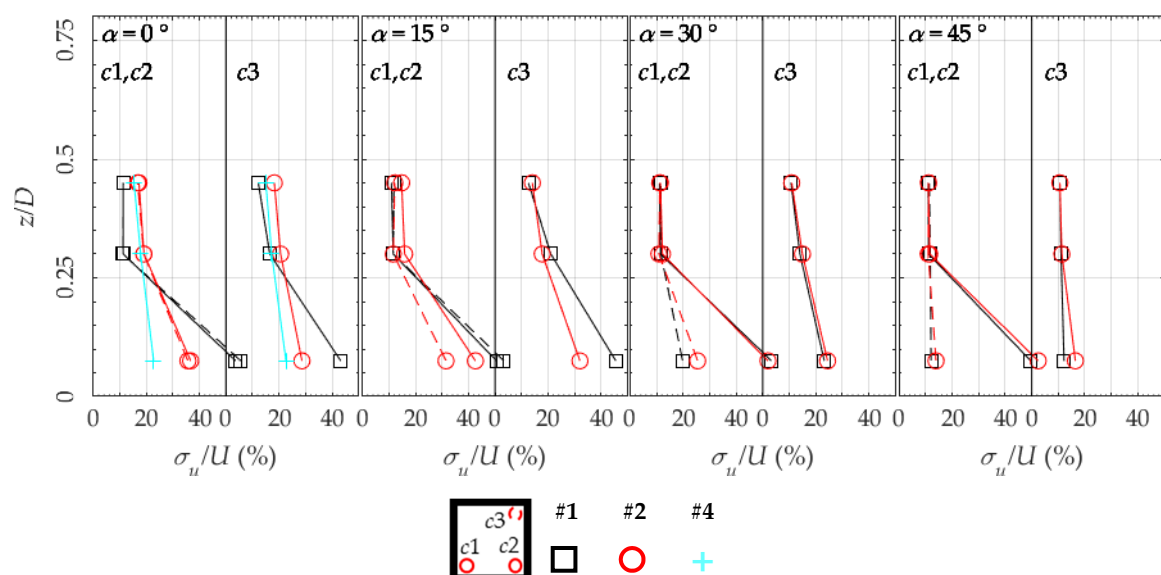 α = 0 ° α = 15 ° α = 30 ° α = 45 °
c1,c2 c3 c1,c2 c3 c1,c2 c3 c1,c2 c3
0.75
0.5
0.25
0
z/D
0 20 40 0 20 40 0 20 40 0 20 40 0 20 40 0 20 40 0 20 40 0 20 40
σu/U (%) σu/U (%) σu/U (%) σu/U (%)
#1 #2 #4
c3
c1 c2